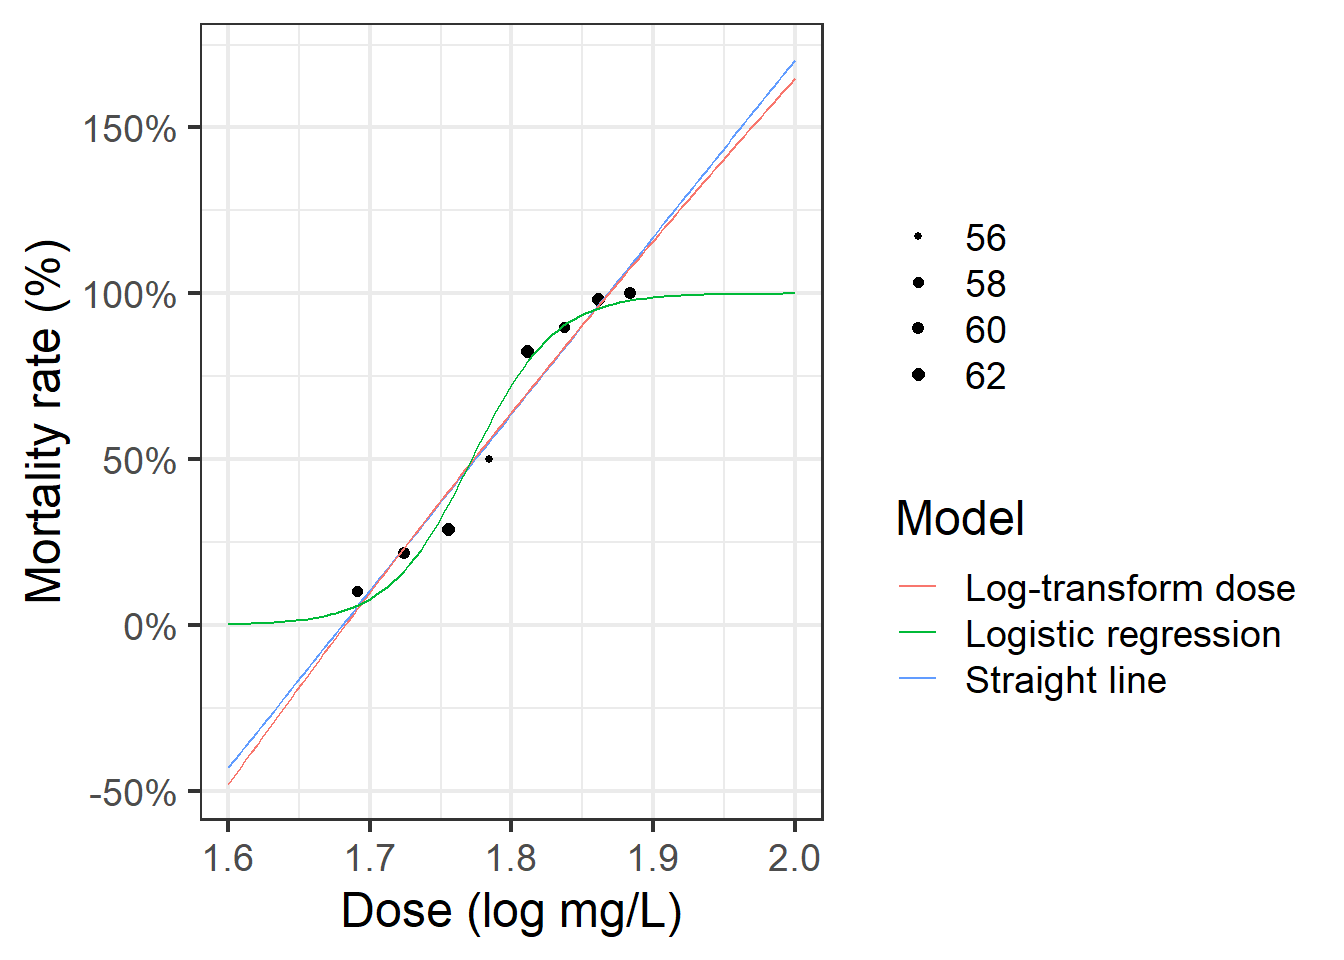 150%
100%
50%
0%
-50%
Mortality rate (%)
1.6 1.7 1.8 1.9 2.0
Dose (log mg/L)
56
58
60
62
Model
Log-transform dose
Logistic regression
Straight line